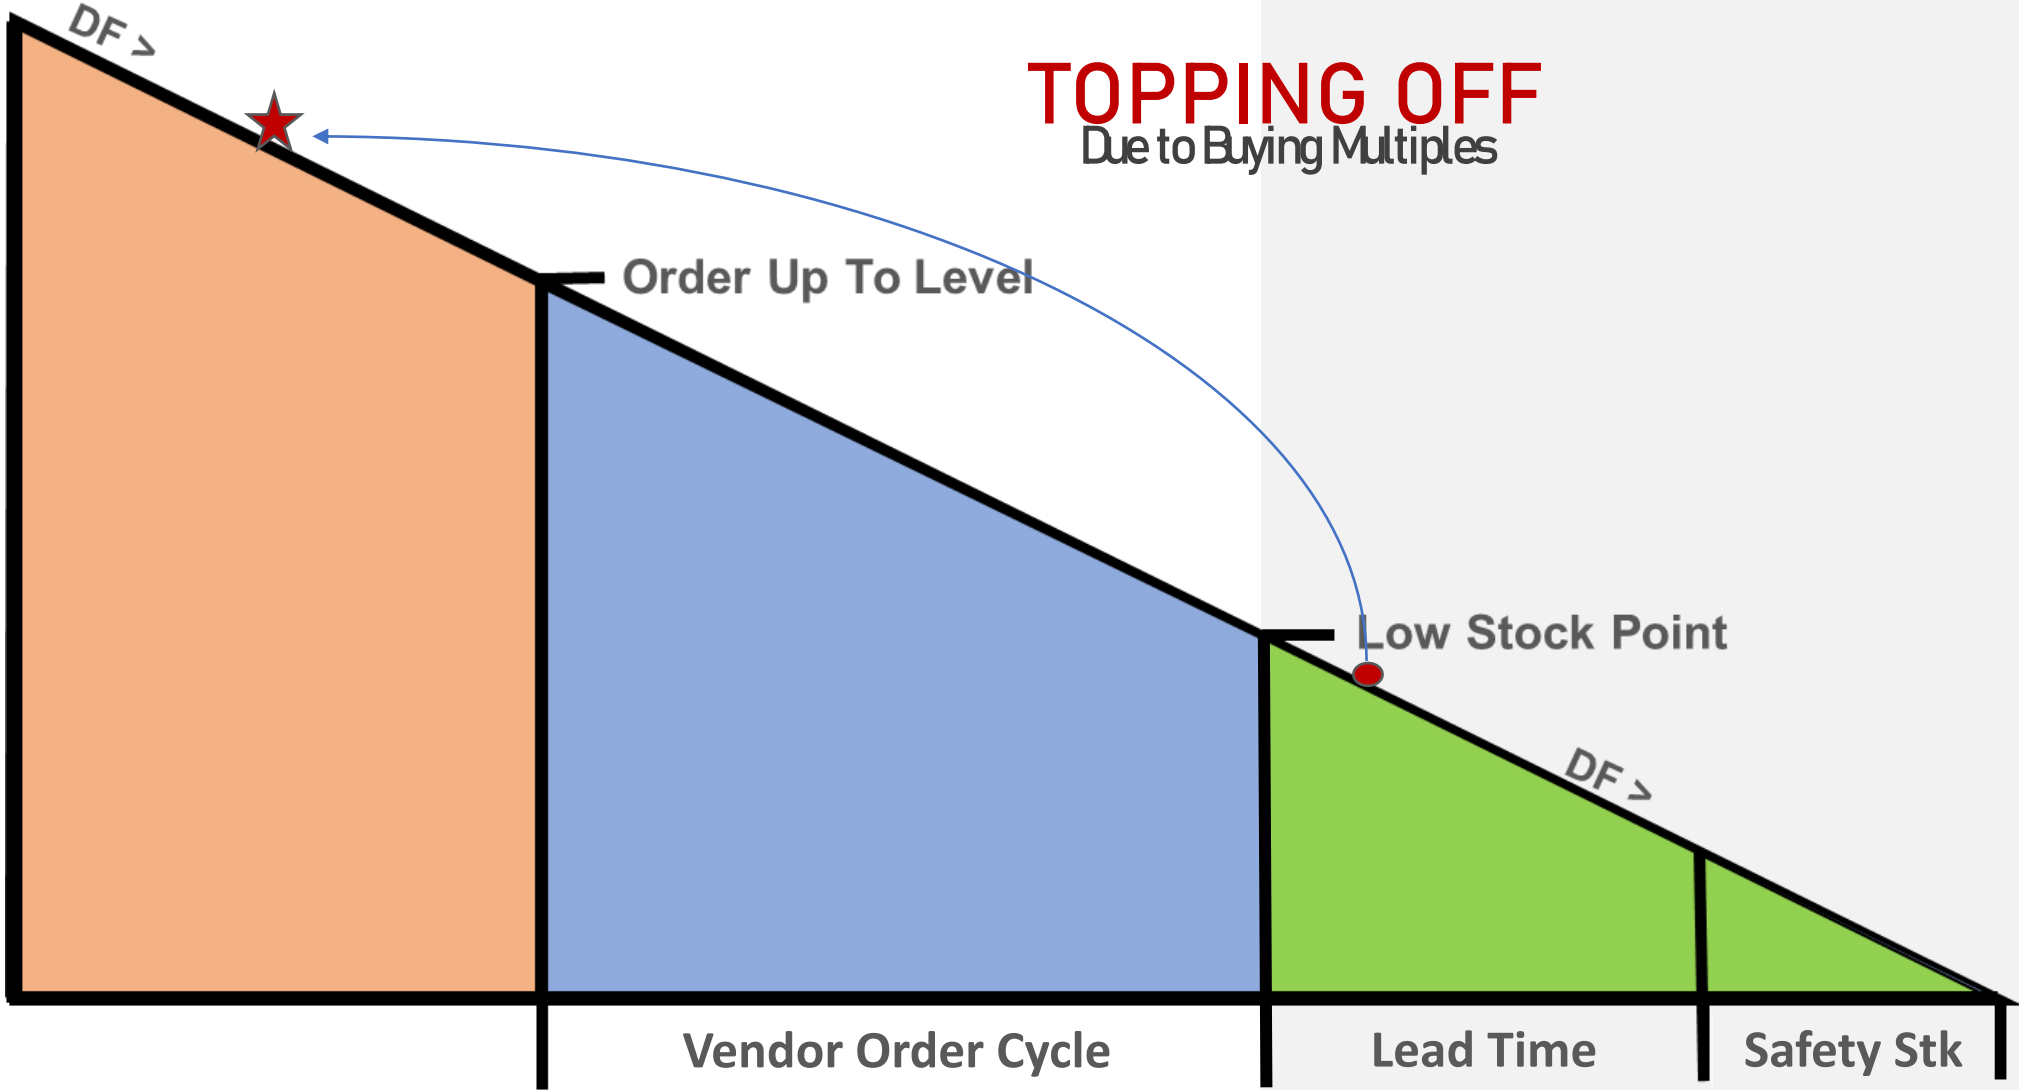 DF >
TOPPING OFF
Due to Buying Multiples
Order Up To Level
Low Stock Point
DF >
Vendor Order Cycle
Lead Time
Safety Stk